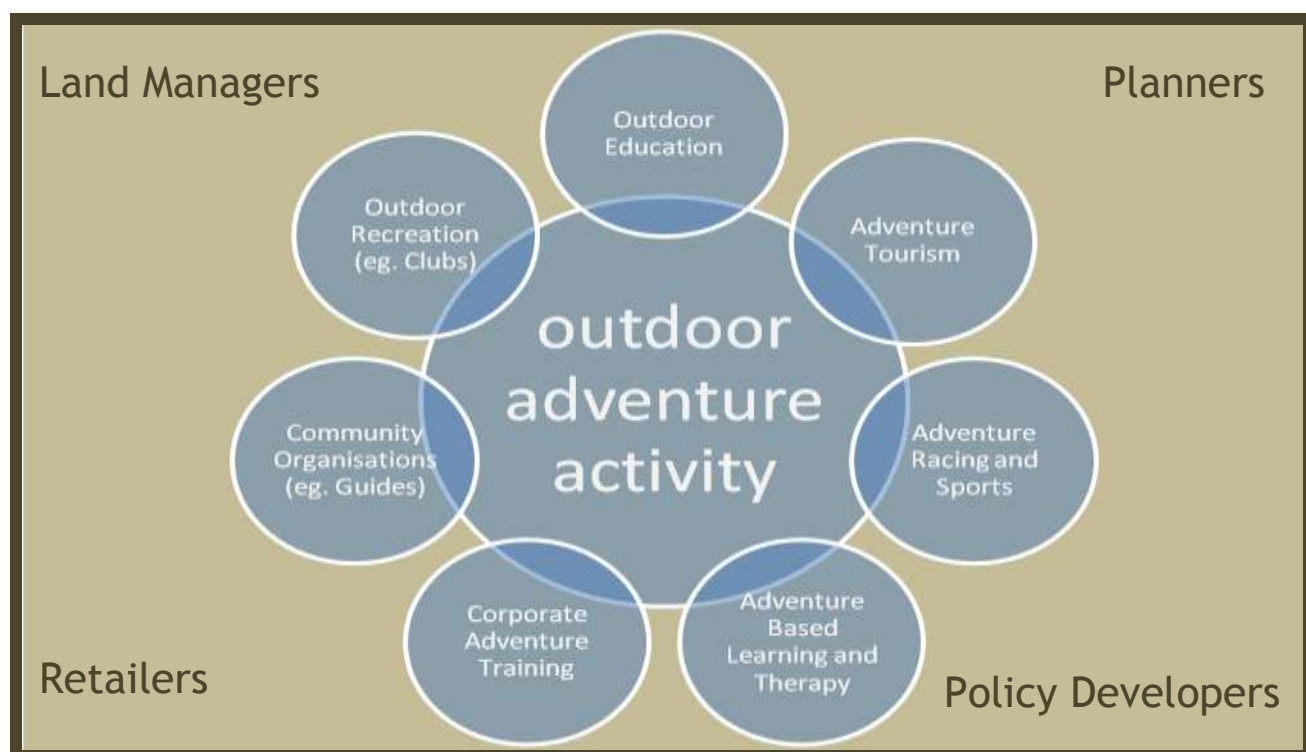 Land Managers
Planners
Outdoor
Education
Outdoor
Recreation
(eg. Clubs)
Adventure
Tourism
outdoor
adventure
activity
Community
Organisations
(eg. Guides)
Adventure
Racing and
Sports
Corporate
Adventure
Training
Adventure
Based
Learning and
Therapy
Retailers
Policy Developers